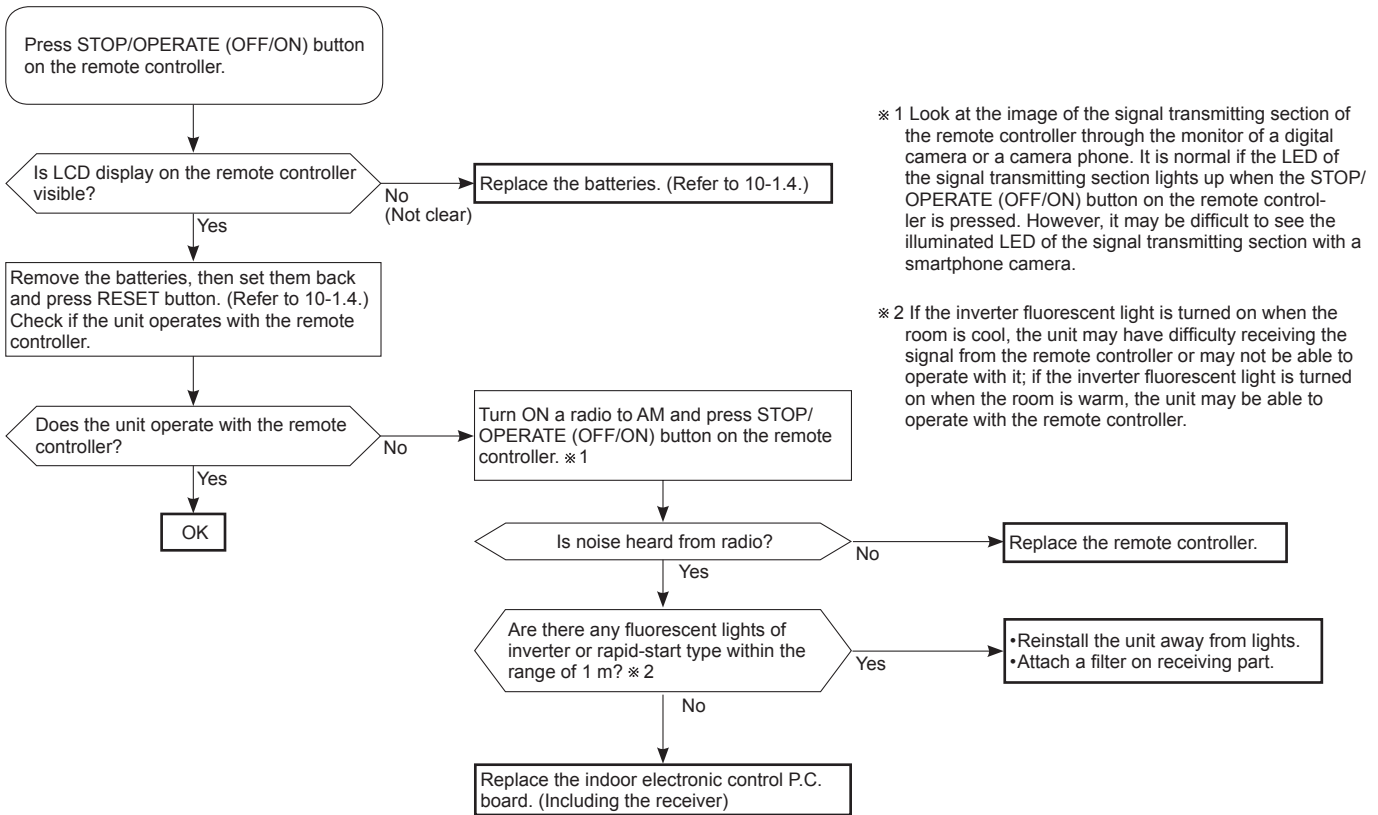 Press STOP/OPERATE (OFF/ON) button
on the remote controller.
Is LCD display on the remote controller
visible?
No
(Not clear)
Replace the batteries. (Refer to 10-1.4.)
Yes
Remove the batteries, then set them back
and press RESET button. (Refer to 10-1.4.)
Check if the unit operates with the remote
controller.
Does the unit operate with the remote
controller?
No
Yes
OK
Turn ON a radio to AM and press STOP/
OPERATE (OFF/ON) button on the remote
controller. ※1
Is noise heard from radio?
No
Replace the remote controller.
Yes
Are there any fluorescent lights of
inverter or rapid-start type within the
range of 1 m? ※2
Yes
•Reinstall the unit away from lights.
•Attach a filter on receiving part.
No
Replace the indoor electronic control P.C.
board. (Including the receiver)
※1 Look at the image of the signal transmitting section of
the remote controller through the monitor of a digital
camera or a camera phone. It is normal if the LED of
the signal transmitting section lights up when the STOP/
OPERATE (OFF/ON) button on the remote control-
ler is pressed. However, it may be difficult to see the
illuminated LED of the signal transmitting section with a
smartphone camera.
※2 If the inverter fluorescent light is turned on when the
room is cool, the unit may have difficulty receiving the
signal from the remote controller or may not be able to
operate with it; if the inverter fluorescent light is turned
on when the room is warm, the unit may be able to
operate with the remote controller.